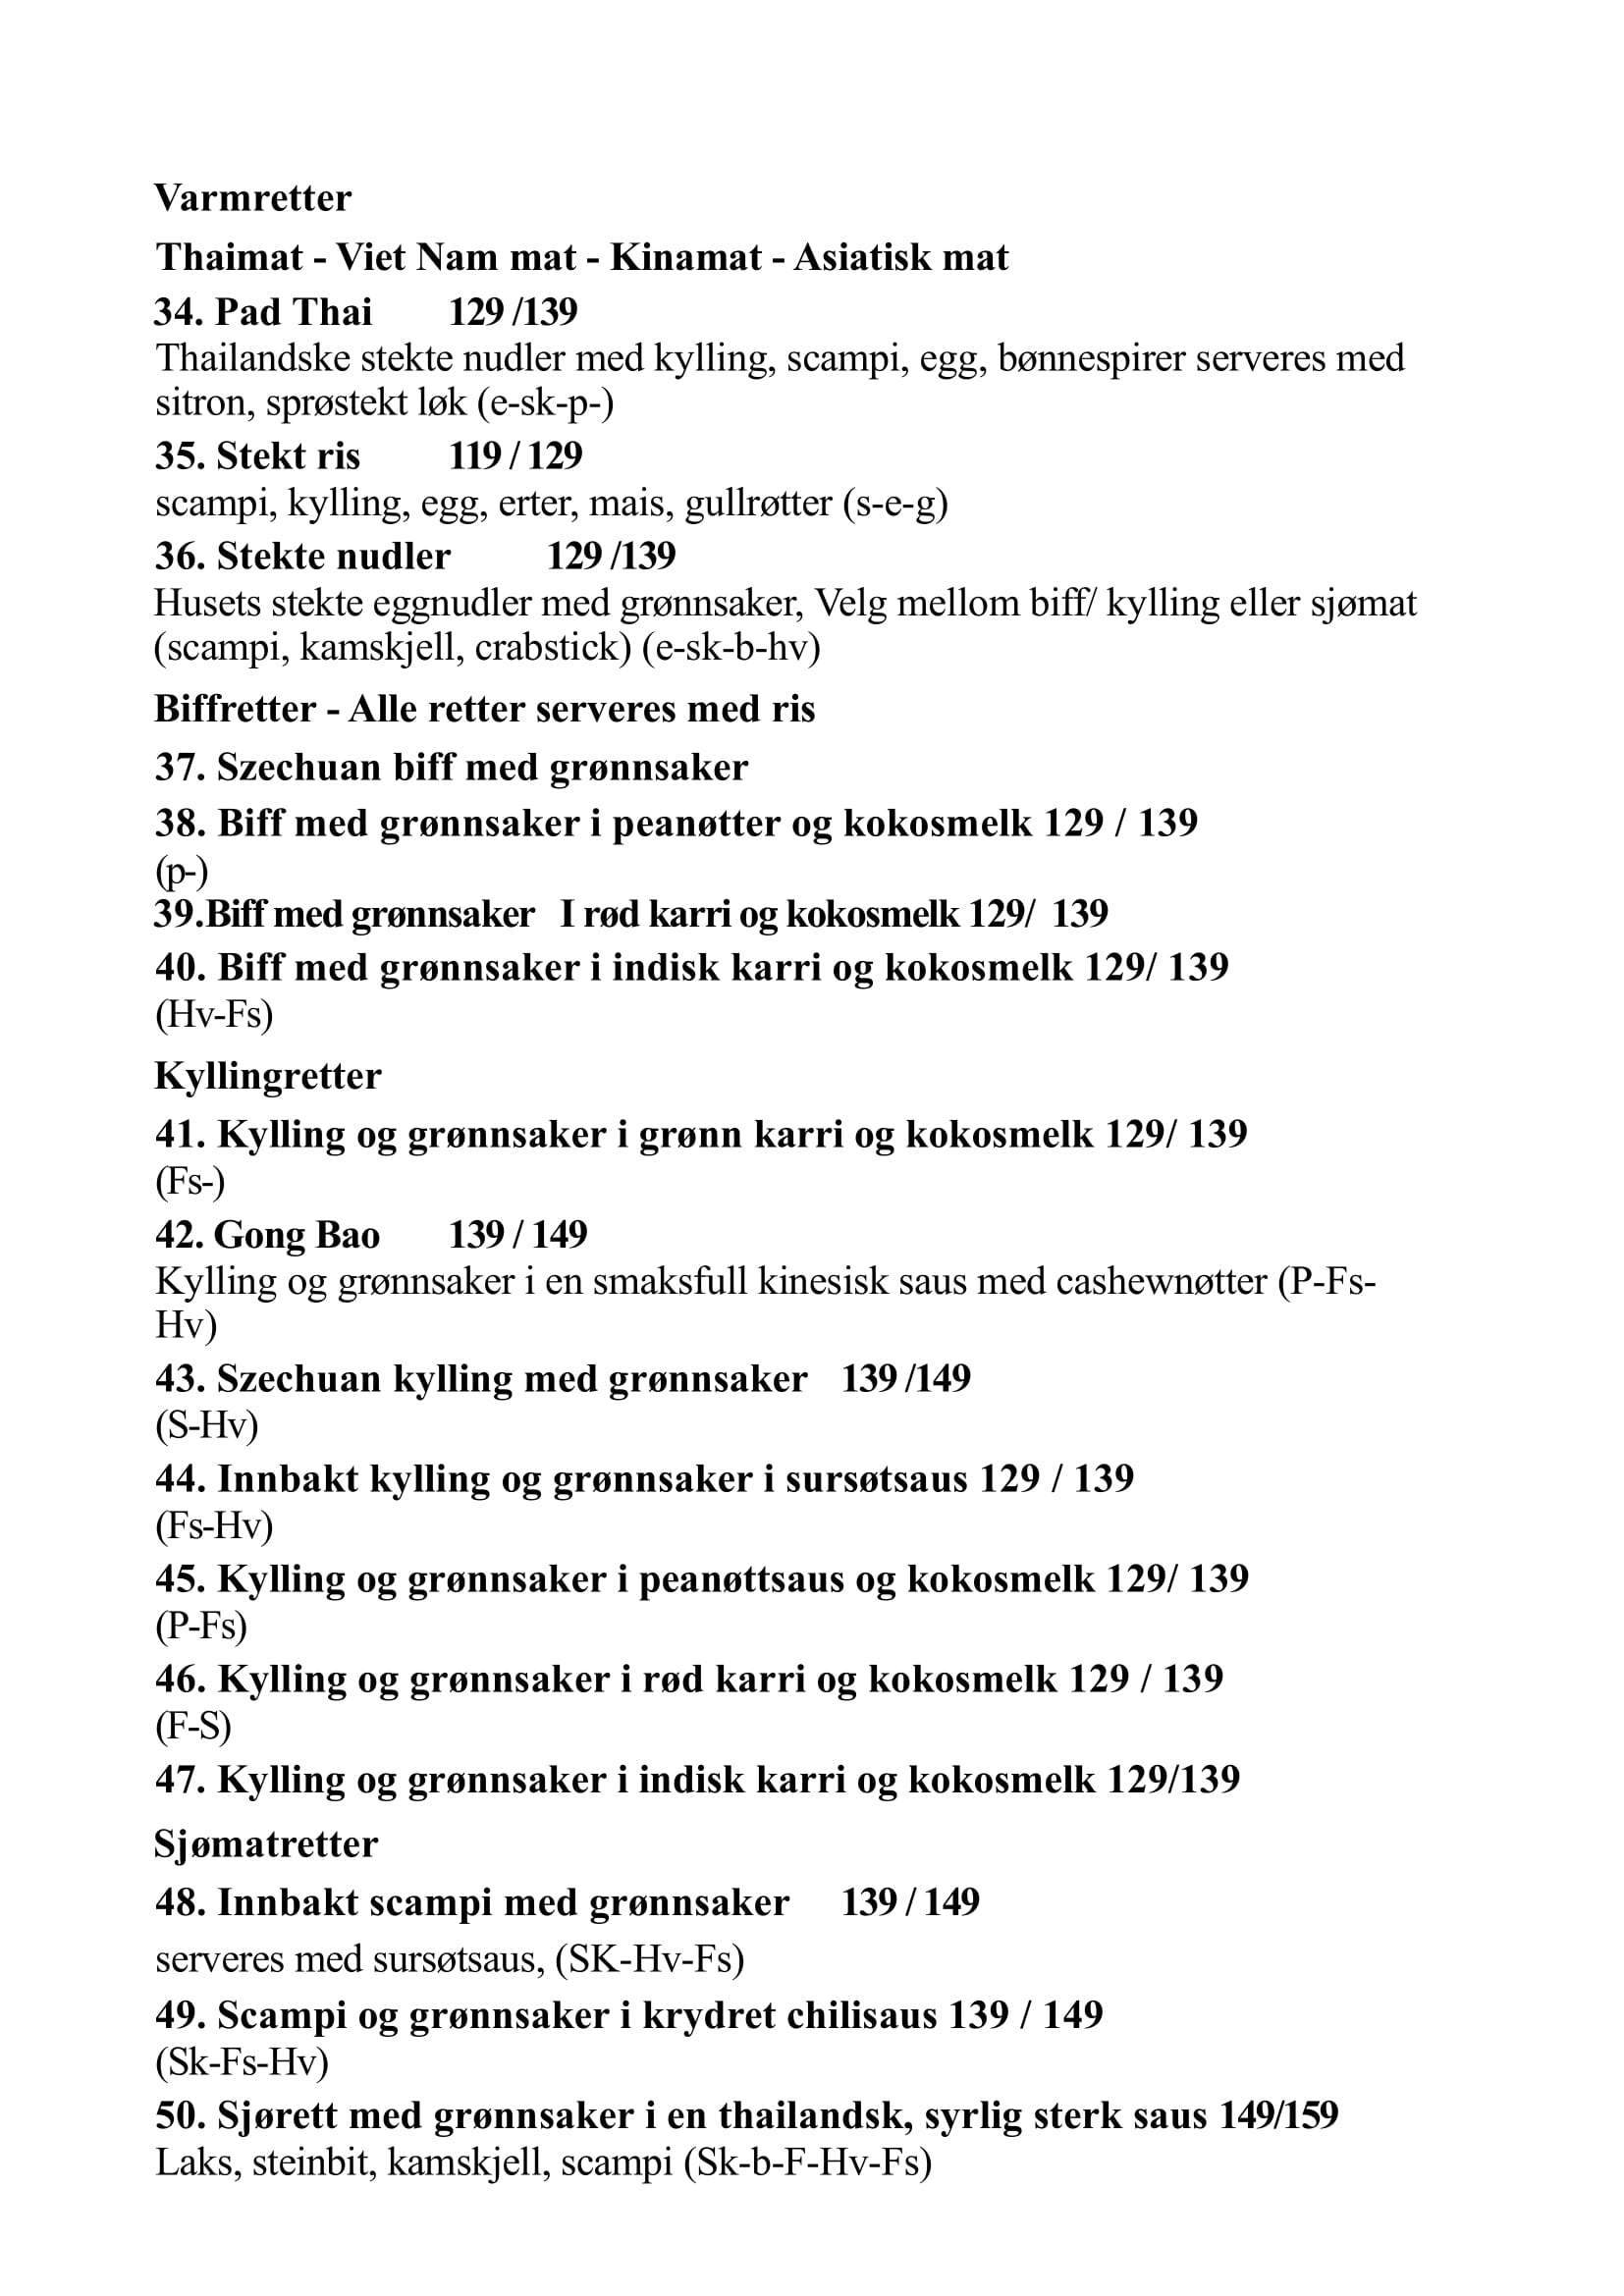 Varmretter
Thaimat - Viet Nam mat - Kinamat - Asiatisk mat
34. Pad Thai 129 /139
Thailandske stekte nudler med kylling, scampi, egg, bønnespirer serveres med
sitron, sprøstekt løk (e-sk-p-)
35. Stekt ris 119 / 129
scampi, kylling, egg, erter, mais, gullrøtter (s-e-g)
36. Stekte nudler 129 /139
Husets stekte eggnudler med grønnsaker, Velg mellom biff/ kylling eller sjømat
(scampi, kamskjell, crabstick) (e-sk-b-hv)
Biffretter - Alle retter serveres med ris
37. Szechuan biff med grønnsaker
38. Biff med grønnsaker i peanøtter og kokosmelk 129 / 139
(p-)
39.Biff med grønnsaker I rød karri og kokosmelk 129/ 139
40. Biff med grønnsaker i indisk karri og kokosmelk 129/ 139
(Hv-Fs)
Kyllingretter
41. Kylling og grønnsaker i grønn karri og kokosmelk 129/ 139
(Fs-)
42. Gong Bao 139 / 149
Kylling og grønnsaker i en smaksfull kinesisk saus med cashewnøtter (P-Fs-
Hv)
43. Szechuan kylling med grønnsaker 139 /149
(S-Hv)
44. Innbakt kylling og grønnsaker i sursøtsaus 129 / 139
(Fs-Hv)
45. Kylling og grønnsaker i peanøttsaus og kokosmelk 129/ 139
(P-Fs)
46. Kylling og grønnsaker i rød karri og kokosmelk 129 / 139
(F-S)
47. Kylling og grønnsaker i indisk karri og kokosmelk 129/139
Sjømatretter
48. Innbakt scampi med grønnsaker 139 / 149
serveres med sursøtsaus, (SK-Hv-Fs)
49. Scampi og grønnsaker i krydret chilisaus 139 / 149
(Sk-Fs-Hv)
50. Sjørett med grønnsaker i en thailandsk, syrlig sterk saus 149/159
Laks, steinbit, kamskjell, scampi (Sk-b-F-Hv-Fs)